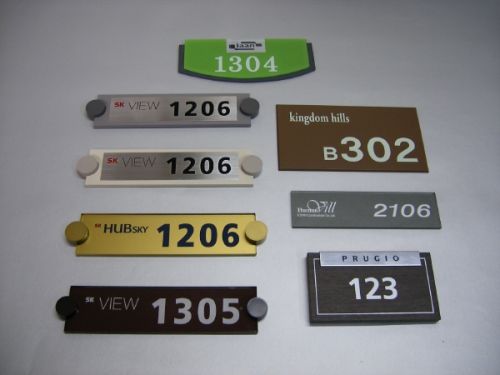 1304
SK VIEW 1206
kingdom hills
B302
SK VIEW 1206
2106
SK HUBSKY 1206
PRUGIO
123
SK VIEW 1305